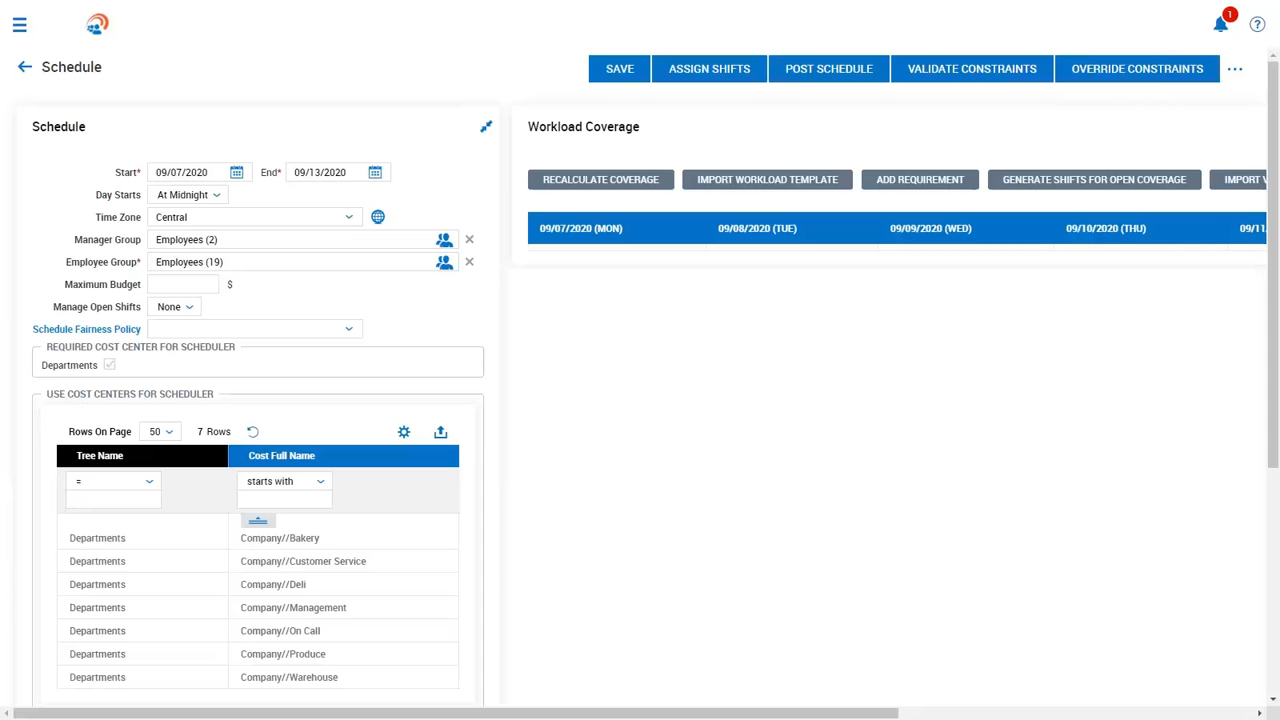 1
?
Schedule
SAVE
ASSIGN SHIFTS
POST SCHEDULE
VALIDATE CONSTRAINTS
OVERRIDE CONSTRAINTS
Schedule
Start* 09/07/2020 End* 09/13/2020
Day Starts At Midnight
Time Zone Central
Manager Group Employees (2)
Employee Group* Employees (19)
Maximum Budget $
Manage Open Shifts None
Schedule Fairness Policy
REQUIRED COST CENTER FOR SCHEDULER
Departments
USE COST CENTERS FOR SCHEDULER
Rows On Page 50 7 Rows
Tree Name Cost Full Name
= starts with
Departments Company//Bakery
Departments Company//Customer Service
Departments Company//Deli
Departments Company//Management
Departments Company//On Call
Departments Company//Produce
Departments Company//Warehouse
Workload Coverage
RECALCULATE COVERAGE
IMPORT WORKLOAD TEMPLATE
ADD REQUIREMENT
GENERATE SHIFTS FOR OPEN COVERAGE
IMPORT V
09/07/2020 (MON) 09/08/2020 (TUE) 09/09/2020 (WED) 09/10/2020 (THU) 09/11